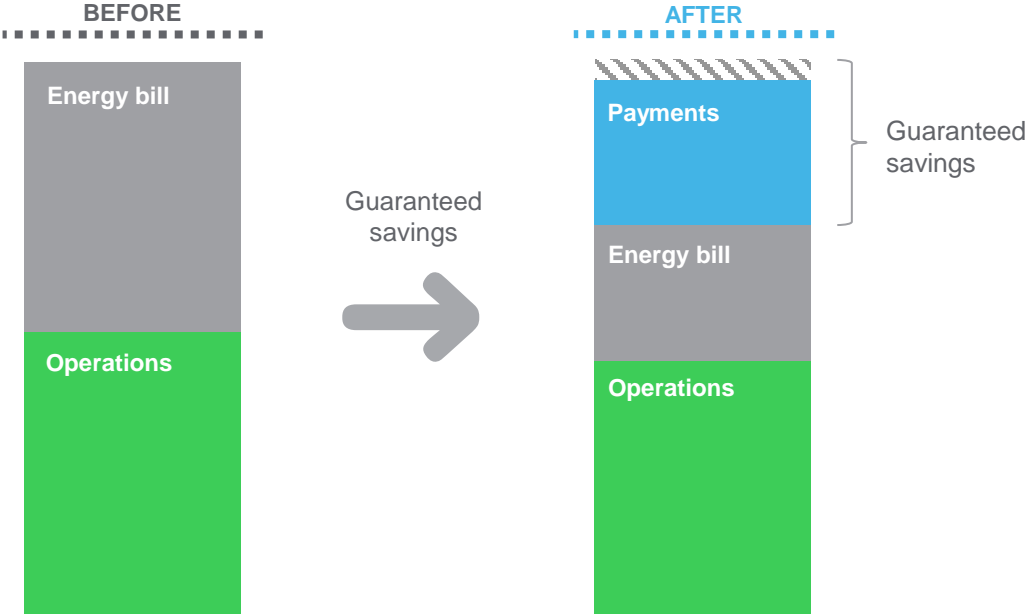 BEFORE
Energy bill
Operations
Guaranteed
savings
AFTER
Payments
Energy bill
Operations
Guaranteed
savings